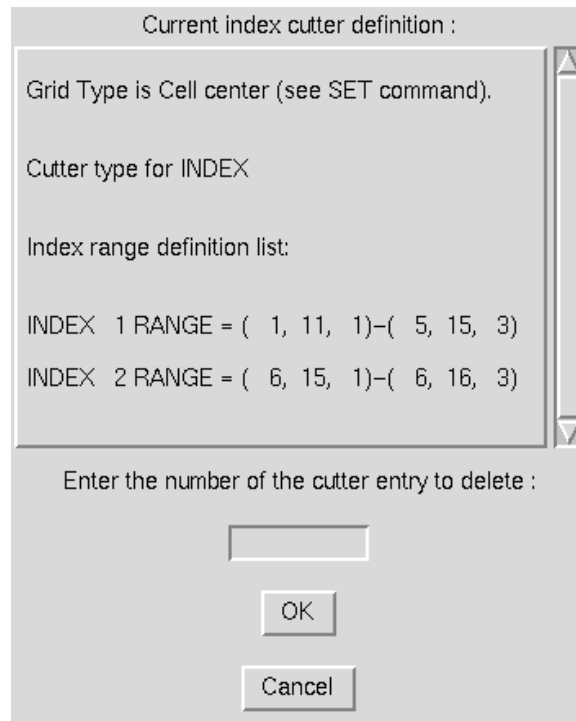 Current index cutter definition :
Grid Type is Cell center (see SET command).
Cutter type for INDEX
Index range definition list:
INDEX 1 RANGE = ( 1, 11, 1)–( 5, 15, 3)
INDEX 2 RANGE = ( 6, 15, 1)–( 6, 16, 3)
Enter the number of the cutter entry to delete :
OK
Cancel